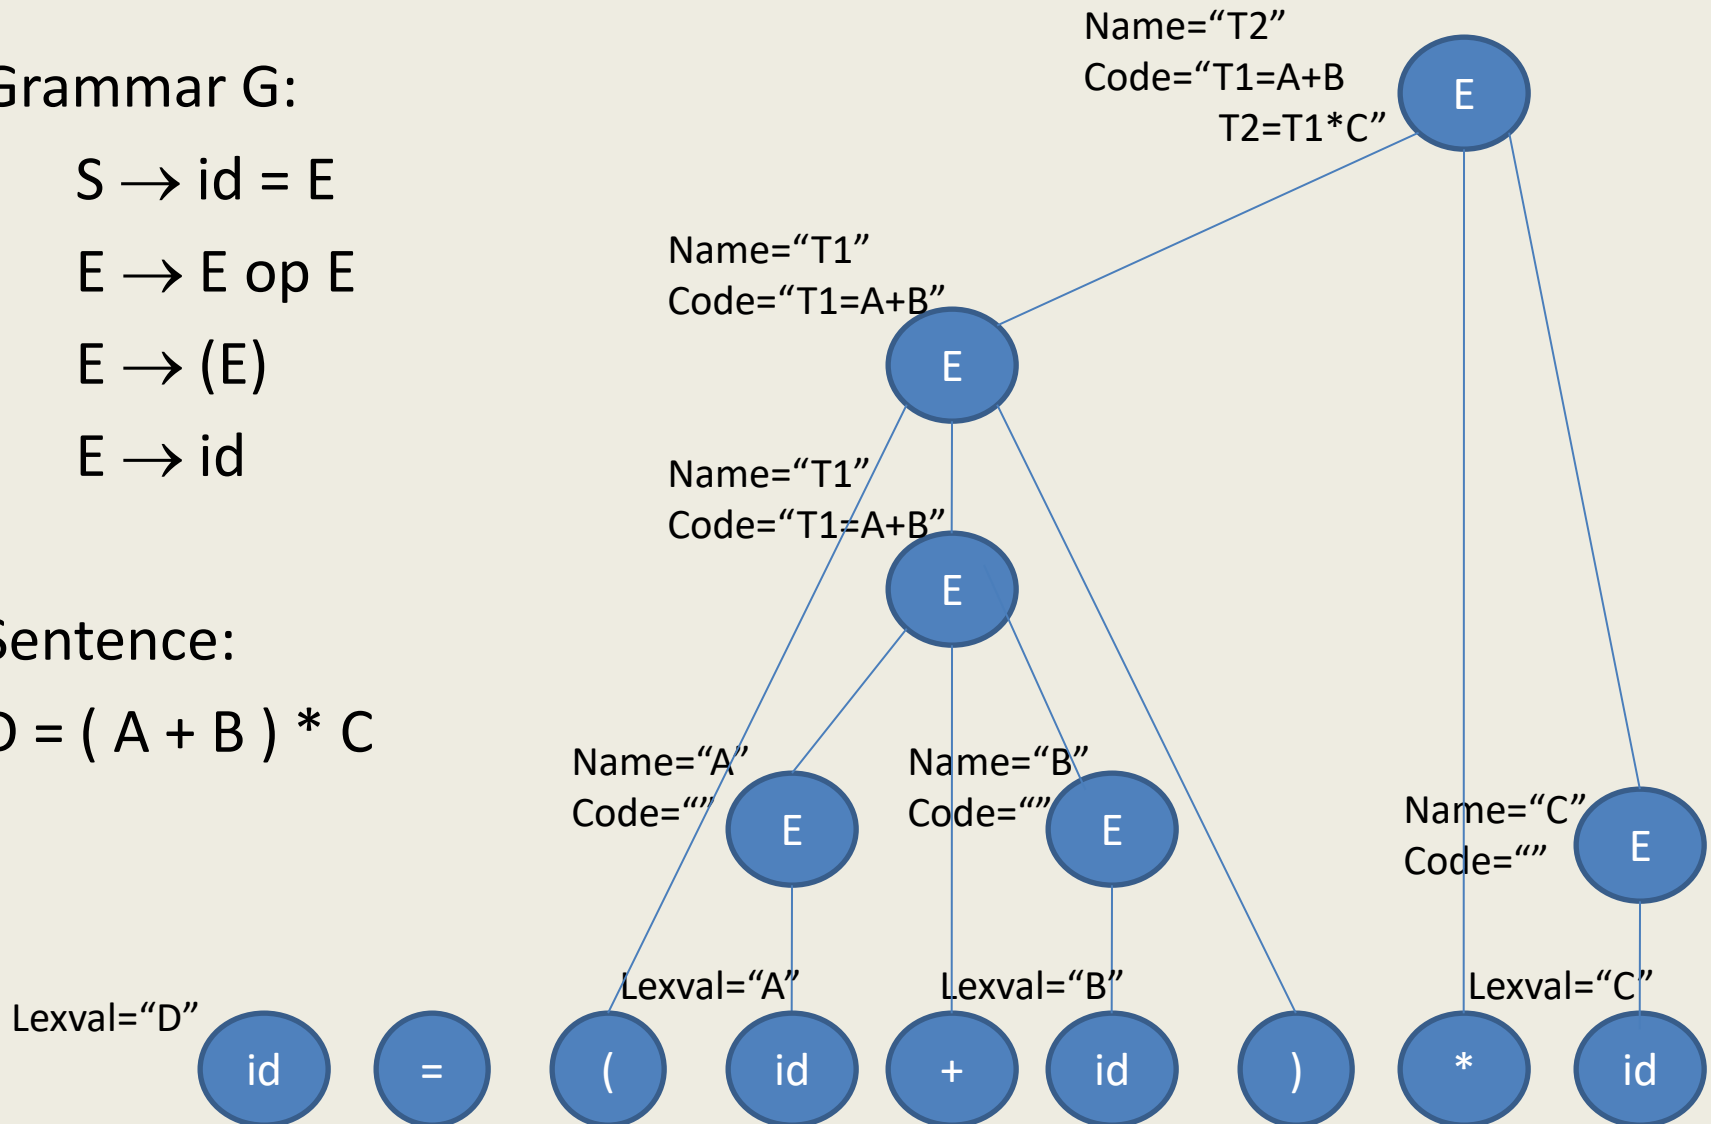 Grammar G:
S → id = E
E → E op E
E → (E)
E → id
Sentence:
D = ( A + B ) * C
Name=“T2”
Code=“T1=A+B
T2=T1*C”
E
Name=“T1”
Code=“T1=A+B”
E
Name=“T1”
Code=“T1=A+B”
E
Name=“A”
Code=“”
E
Name=“B”
Code=“”
E
Name=“C”
Code=“”
E
Lexval=“D”
Lexval=“A”
Lexval=“B”
Lexval=“C”
id = ( id + id ) * id